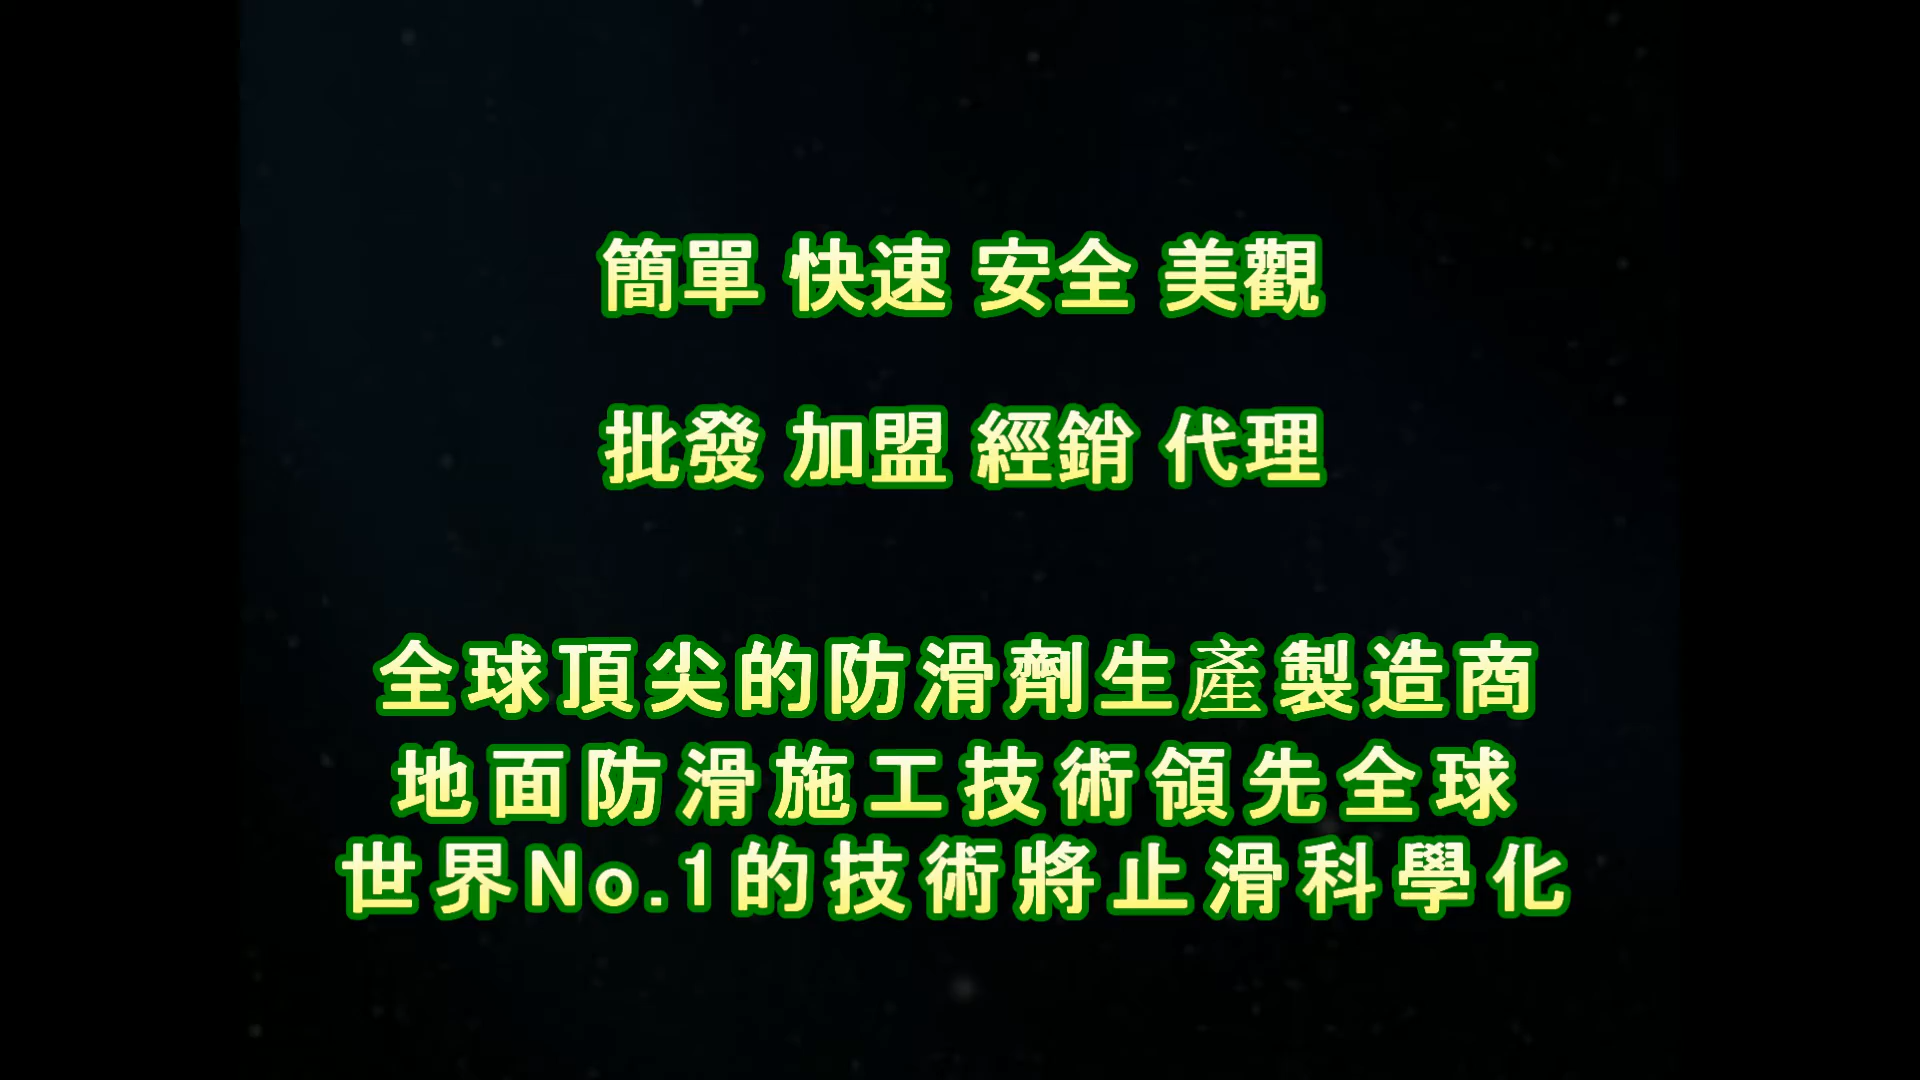 簡單 快速 安全 美觀
批發 加盟 經銷 代理
全球頂尖的防滑劑生產製造商
地面防滑施工技術領先全球
世界No.1的技術將止滑科學化